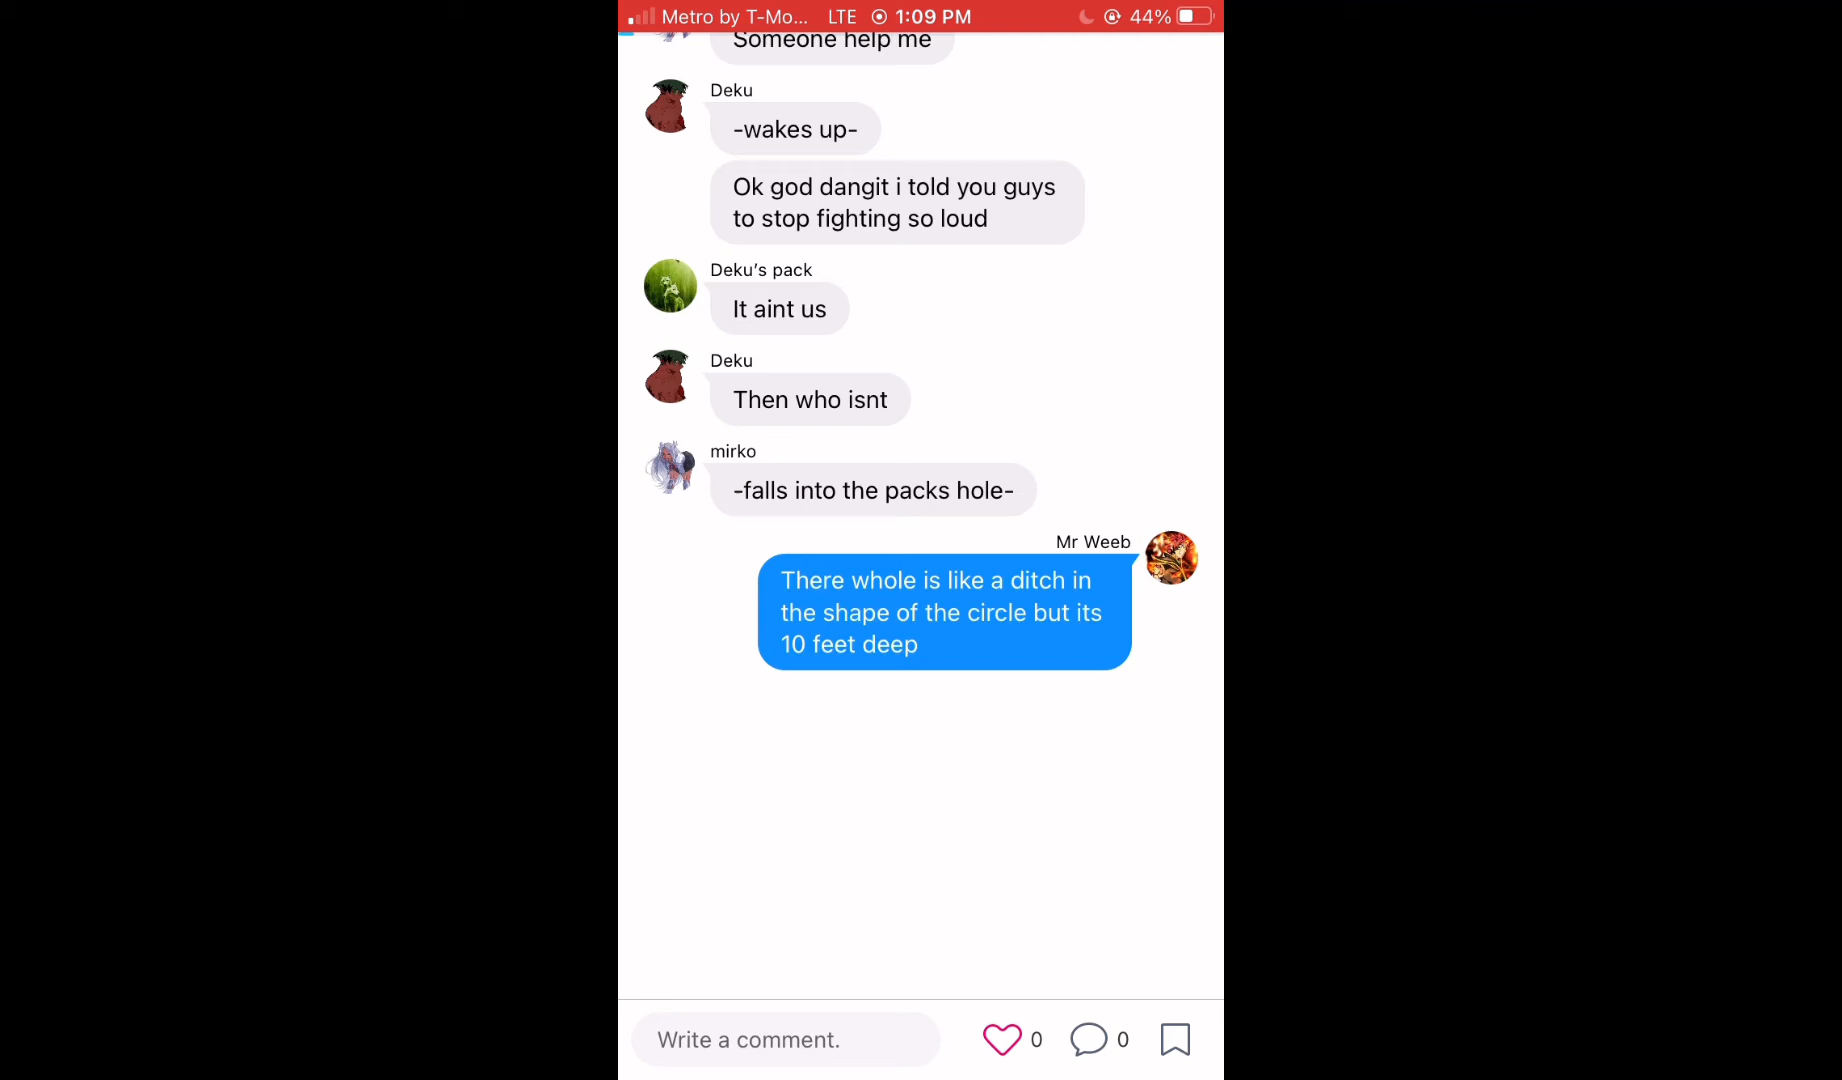 Metro by T-Mo... LTE 1:09 PM 44%
Someone help me
Deku
-wakes up-
Ok god dangit i told you guys
to stop fighting so loud
Deku's pack
It aint us
Deku
Then who isnt
mirko
-falls into the packs hole-
Mr Weeb
There whole is like a ditch in
the shape of the circle but its
10 feet deep
Write a comment. 0 0